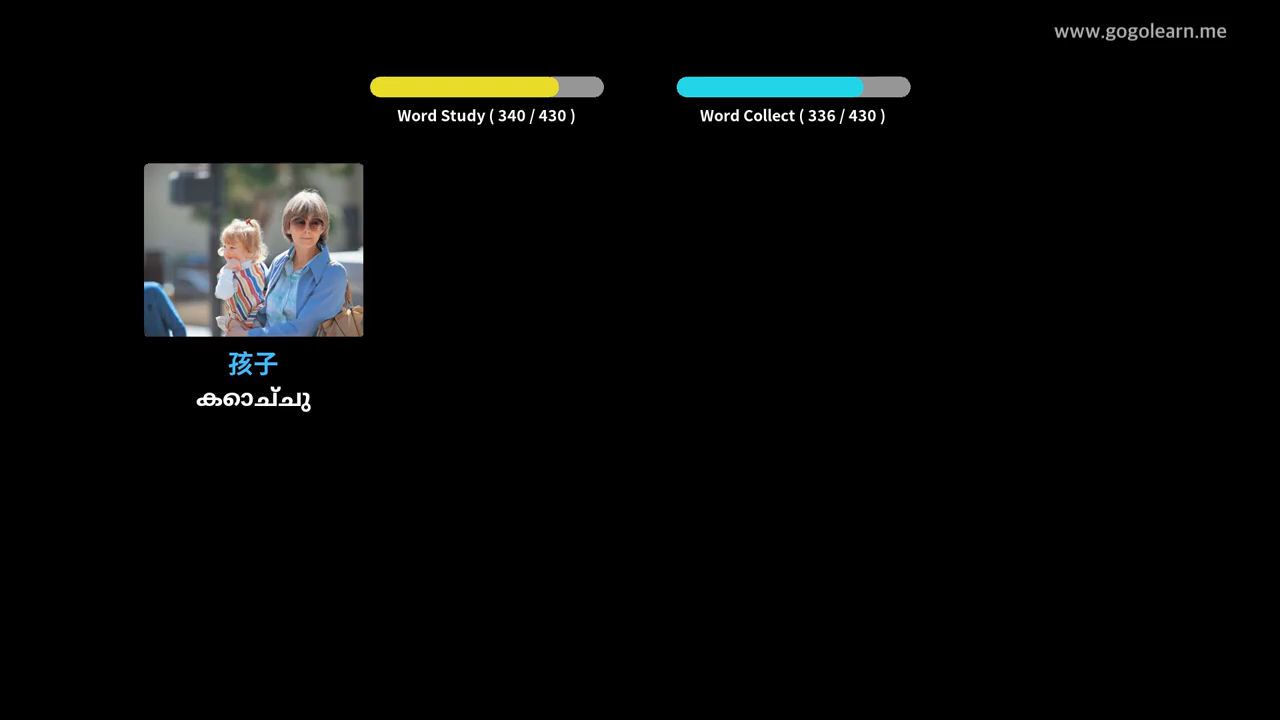 www.gogolearn.me
Word Study ( 340 / 430 )
Word Collect ( 336 / 430 )
孩子
കൊച്ചു